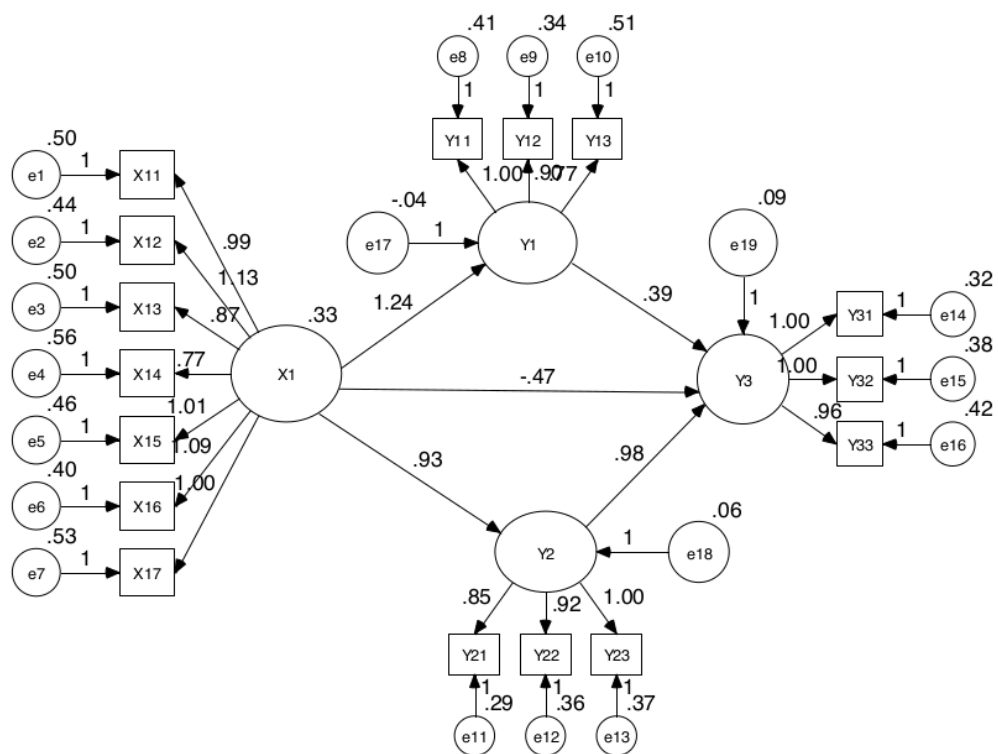 .41 .34 .51
e8 e9 e10
1 1 1
Y11 Y12 Y13
1.00 .90 .77
.50
e1 1 X11
.44
e2 1 X12
.50
e3 1 X13
.56
e4 1 X14
.46
e5 1 X15
.40
e6 1 X16
.53
e7 1 X17
.99
1.13
.87
.77
1.01
1.09
1.00
.33
X1
-.04
e17 1 Y1
1.24
.39
-.47
.93
.98
.09
e19
1
Y3
1.00 Y31 1 e14 .32
1.00 Y32 1 e15 .38
.96 Y33 1 e16 .42
.06
Y2 1 e18
.85 .92 1.00
Y21 Y22 Y23
1 1 1
.29 .36 .37
e11 e12 e13